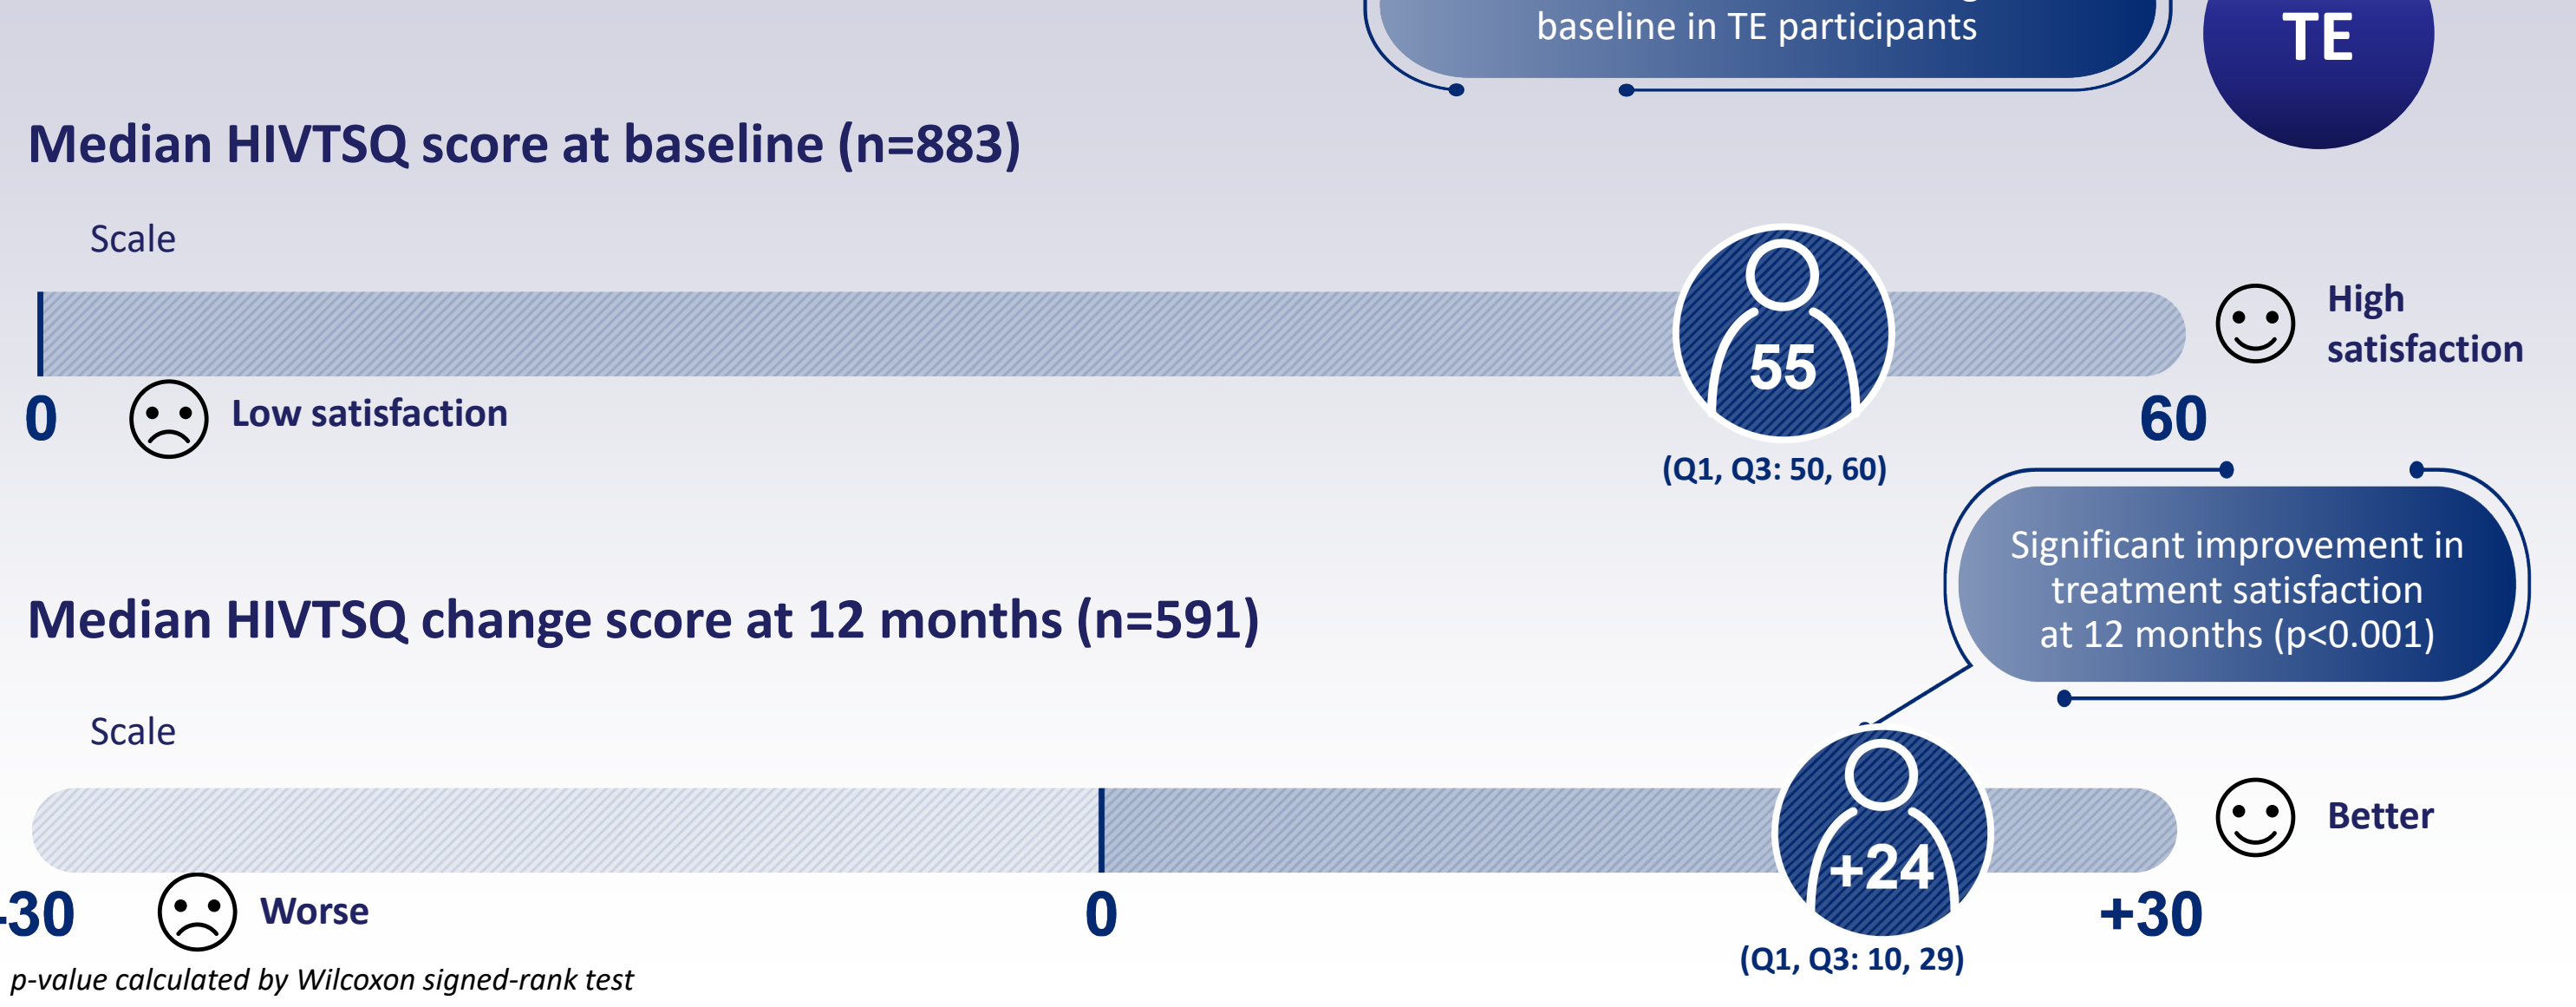 baseline in TE participants
TE
Median HIVTSQ score at baseline (n=883)
Scale
55
High
satisfaction
0
Low satisfaction
60
(Q1, Q3: 50, 60)
Significant improvement in
treatment satisfaction
at 12 months (p<0.001)
Median HIVTSQ change score at 12 months (n=591)
Scale
+24
Better
-30
Worse
0
+30
(Q1, Q3: 10, 29)
p-value calculated by Wilcoxon signed-rank test